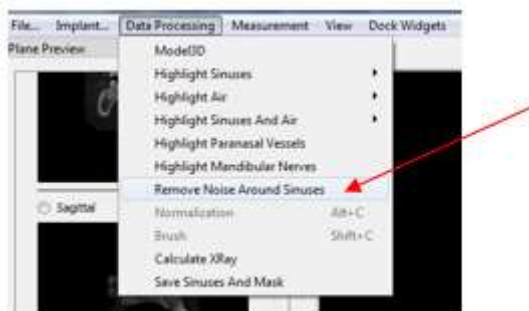 File... Implant... Data Processing Measurement View Dock Widgets
Plane Preview
Model3D
Highlight Sinuses
Highlight Air
Highlight Sinuses And Air
Highlight Paranasal Vessels
Highlight Mandibular Nerves
Remove Noise Around Sinuses
Sagittal
Normalization Alt+C
Brush Shift+C
Calculate XRay
Save Sinuses And Mask